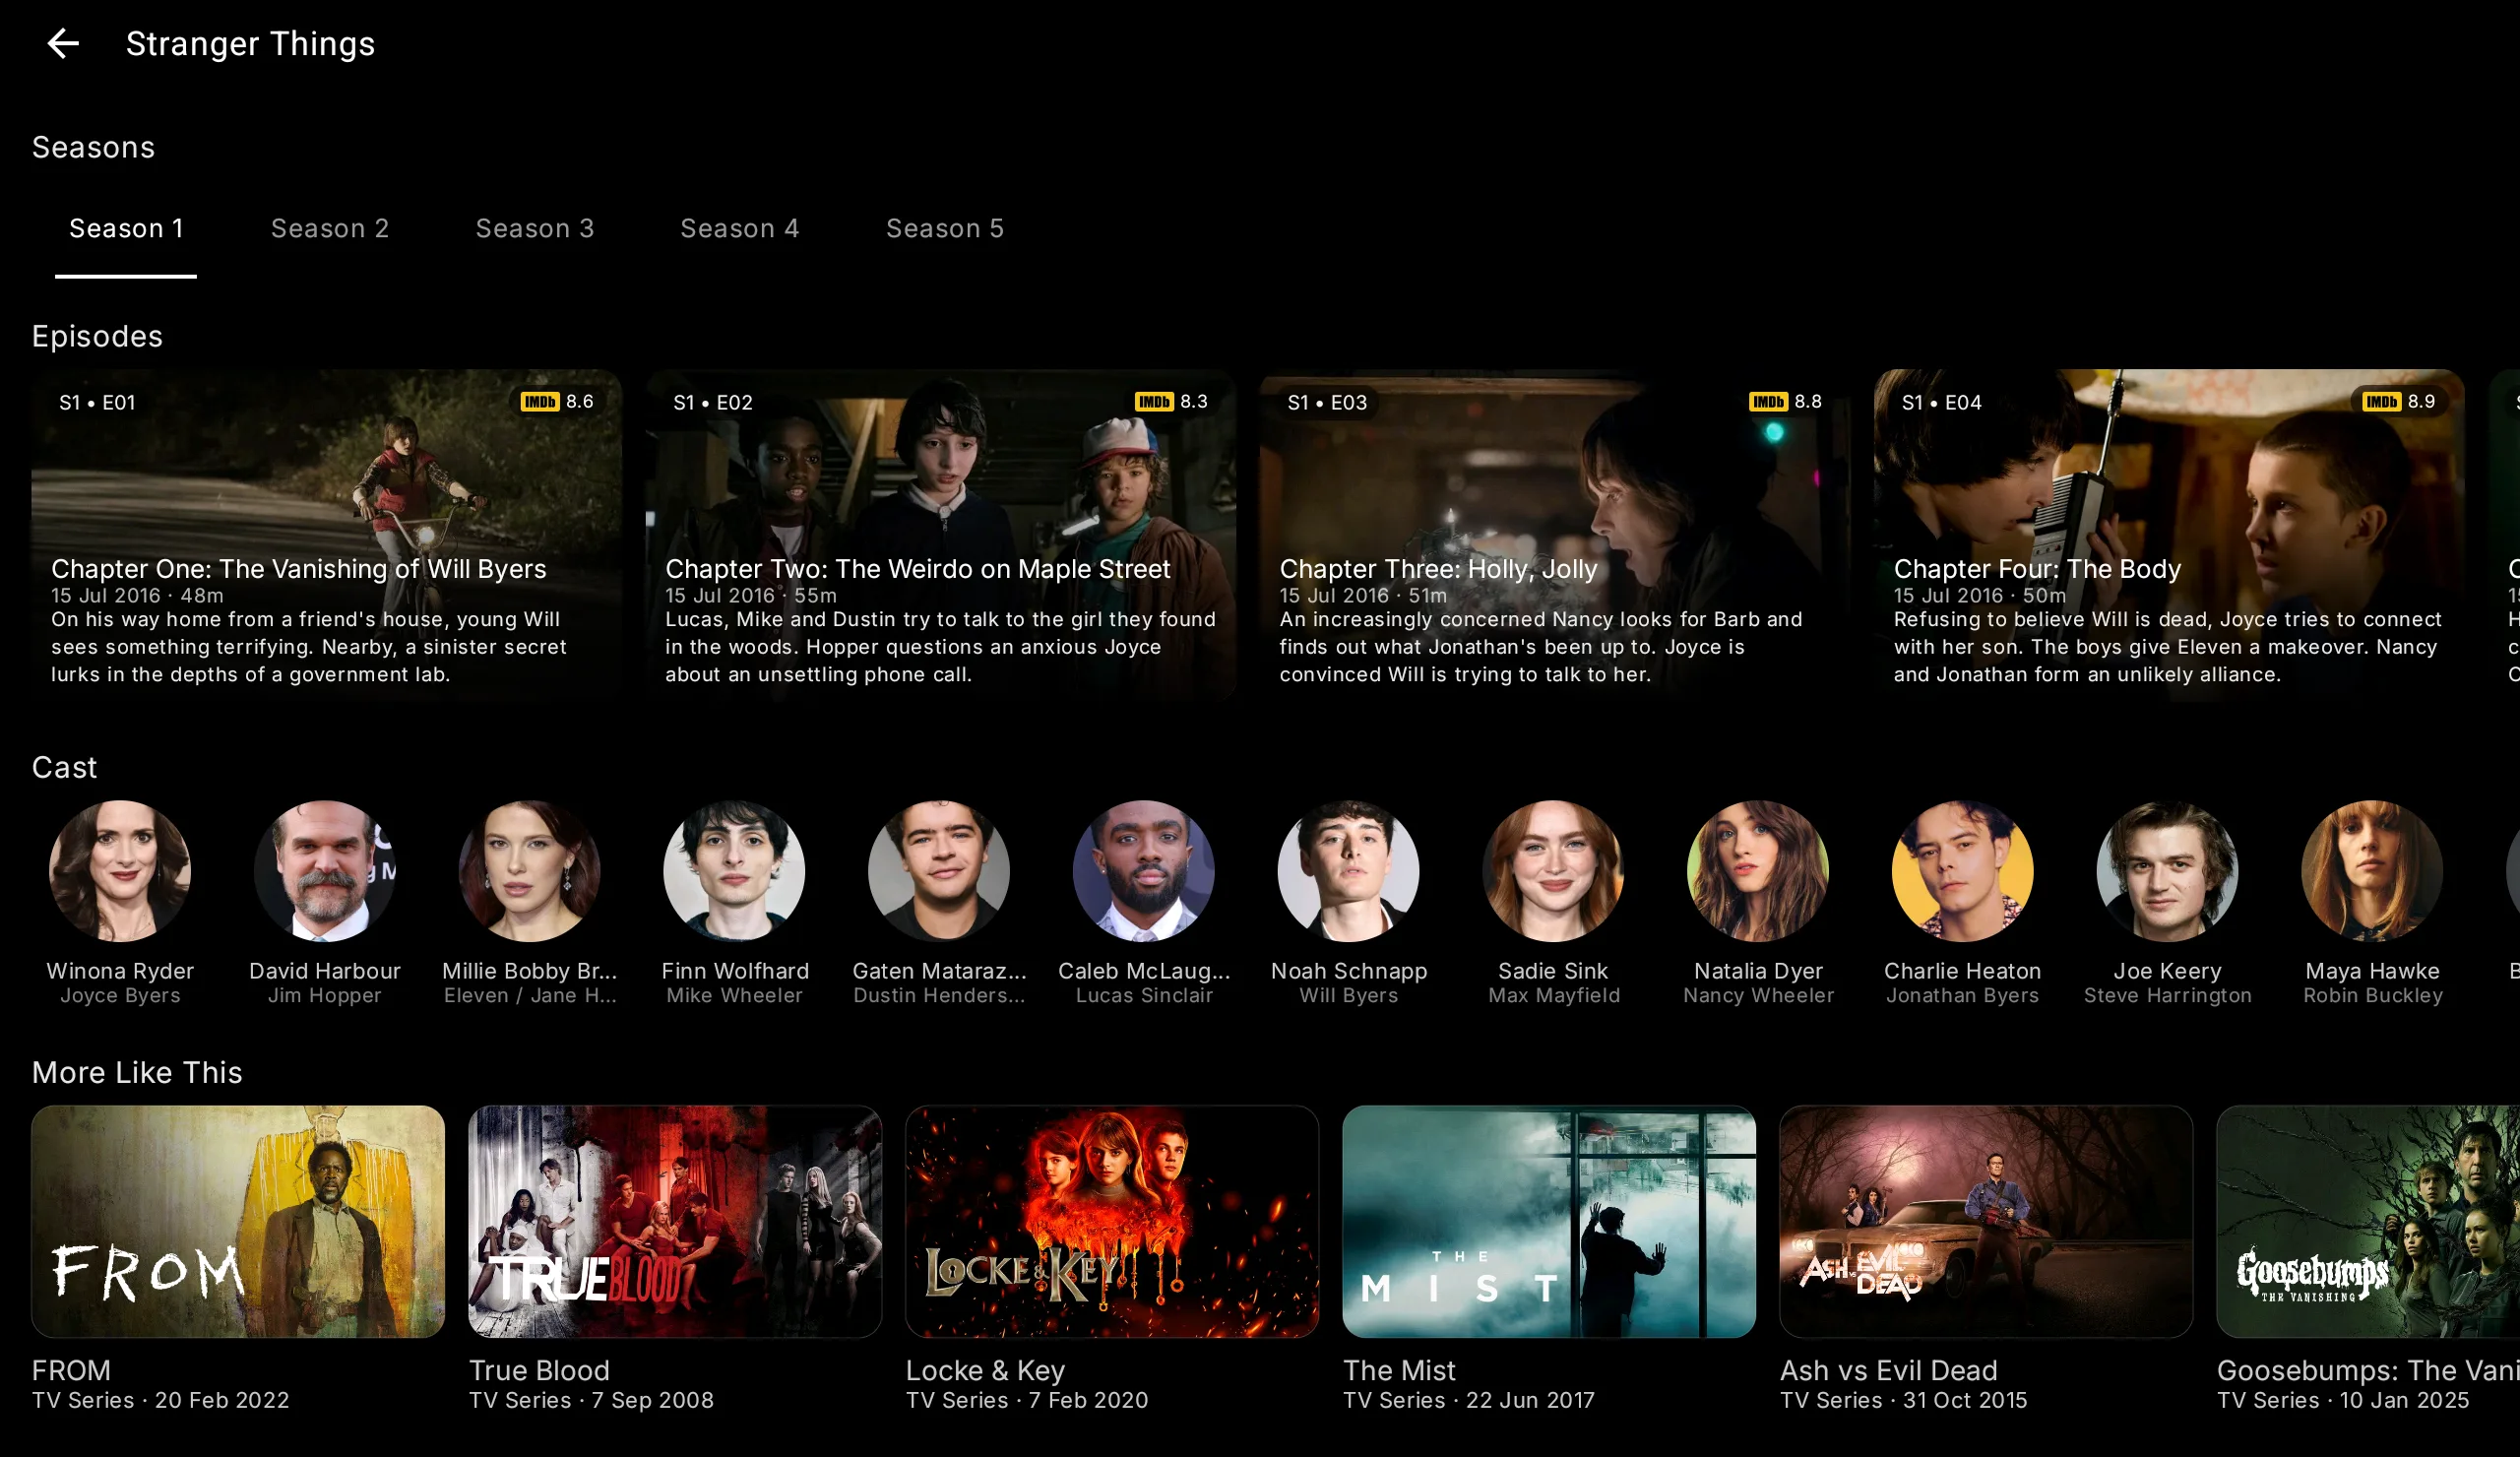 Stranger Things
Seasons
Season 1
Season 2
Season 3
Season 4
Season 5
Episodes
S1 • E01
IMDb 8.6
Chapter One: The Vanishing of Will Byers
15 Jul 2016 · 48m
On his way home from a friend's house, young Will
sees something terrifying. Nearby, a sinister secret
lurks in the depths of a government lab.
S1 • E02
IMDb 8.3
Chapter Two: The Weirdo on Maple Street
15 Jul 2016 · 55m
Lucas, Mike and Dustin try to talk to the girl they found
in the woods. Hopper questions an anxious Joyce
about an unsettling phone call.
S1 • E03
IMDb 8.8
Chapter Three: Holly, Jolly
15 Jul 2016 · 51m
An increasingly concerned Nancy looks for Barb and
finds out what Jonathan's been up to. Joyce is
convinced Will is trying to talk to her.
S1 • E04
IMDb 8.9
Chapter Four: The Body
15 Jul 2016 · 50m
Refusing to believe Will is dead, Joyce tries to connect
with her son. The boys give Eleven a makeover. Nancy
and Jonathan form an unlikely alliance.
Cast
Winona Ryder
Joyce Byers
David Harbour
Jim Hopper
Millie Bobby Br...
Eleven / Jane H...
Finn Wolfhard
Mike Wheeler
Gaten Mataraz...
Dustin Henders...
Caleb McLaug...
Lucas Sinclair
Noah Schnapp
Will Byers
Sadie Sink
Max Mayfield
Natalia Dyer
Nancy Wheeler
Charlie Heaton
Jonathan Byers
Joe Keery
Steve Harrington
Maya Hawke
Robin Buckley
More Like This
FROM
FROM
TV Series · 20 Feb 2022
TRUE BLOOD
True Blood
TV Series · 7 Sep 2008
LOCKE & KEY
Locke & Key
TV Series · 7 Feb 2020
THE
MIST
The Mist
TV Series · 22 Jun 2017
ASH vs EVIL
DEAD
Ash vs Evil Dead
TV Series · 31 Oct 2015
Goosebumps
THE VANISHING
Goosebumps: The Vani
TV Series · 10 Jan 2025